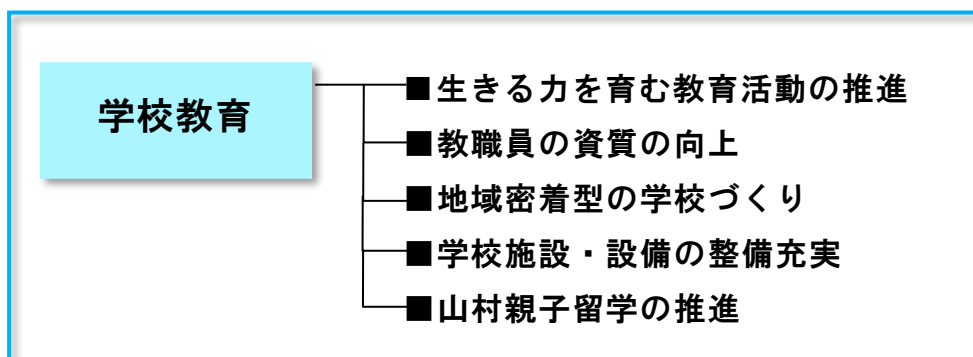 学校教育
■生きる力を育む教育活動の推進
■教職員の資質の向上
■地域密着型の学校づくり
■学校施設・設備の整備充実
■山村親子留学の推進